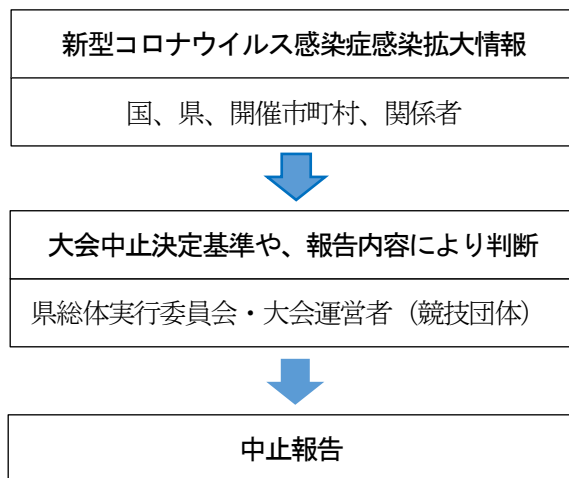 新型コロナウイルス感染症感染拡大情報
国、県、開催市町村、関係者
大会中止決定基準や、報告内容により判断
県総体実行委員会・大会運営者（競技団体）
中止報告